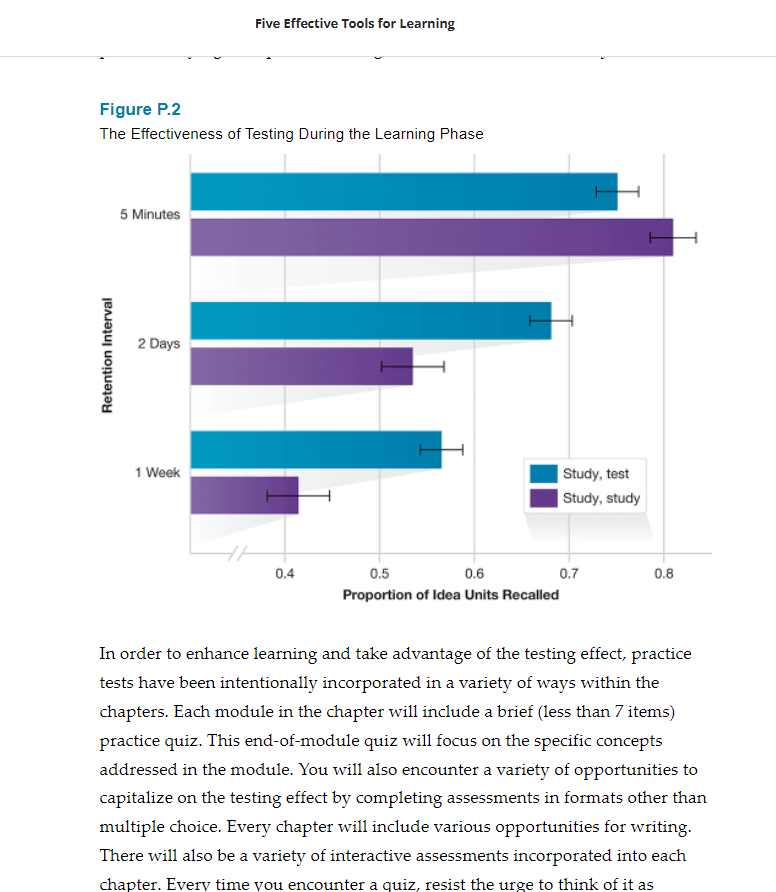 Five Effective Tools for Learning
Figure P.2
The Effectiveness of Testing During the Learning Phase
5 Minutes
2 Days
1 Week
Retention Interval
Study, test
Study, study
0.4 0.5 0.6 0.7 0.8
Proportion of Idea Units Recalled
In order to enhance learning and take advantage of the testing effect, practice
tests have been intentionally incorporated in a variety of ways within the
chapters. Each module in the chapter will include a brief (less than 7 items)
practice quiz. This end-of-module quiz will focus on the specific concepts
addressed in the module. You will also encounter a variety of opportunities to
capitalize on the testing effect by completing assessments in formats other than
multiple choice. Every chapter will include various opportunities for writing.
There will also be a variety of interactive assessments incorporated into each
chapter. Every time you encounter a quiz, resist the urge to think of it as